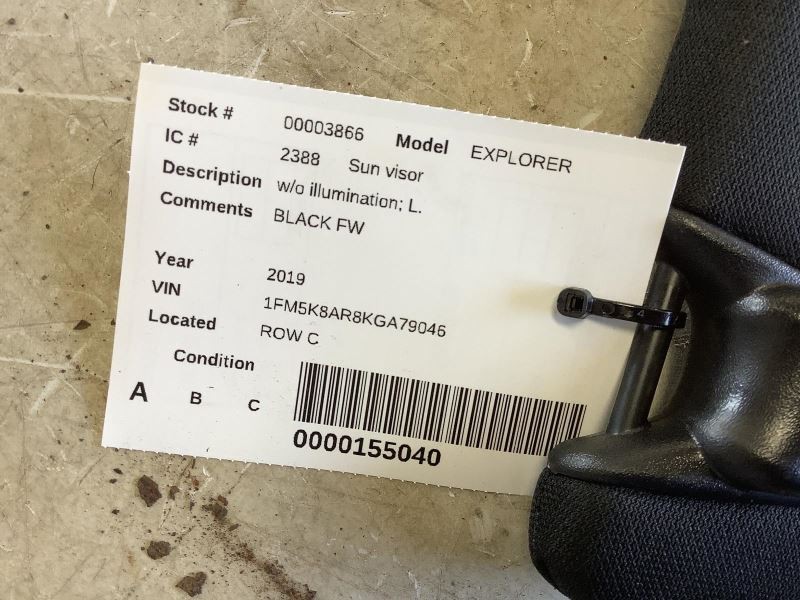 Stock # 00003866 Model EXPLORER
IC # 2388 Sun visor
Description w/o illumination; L.
Comments BLACK FW
Year 2019
VIN 1FM5K8AR8KGA79046
Located ROW C
Condition
A B C
0000155040